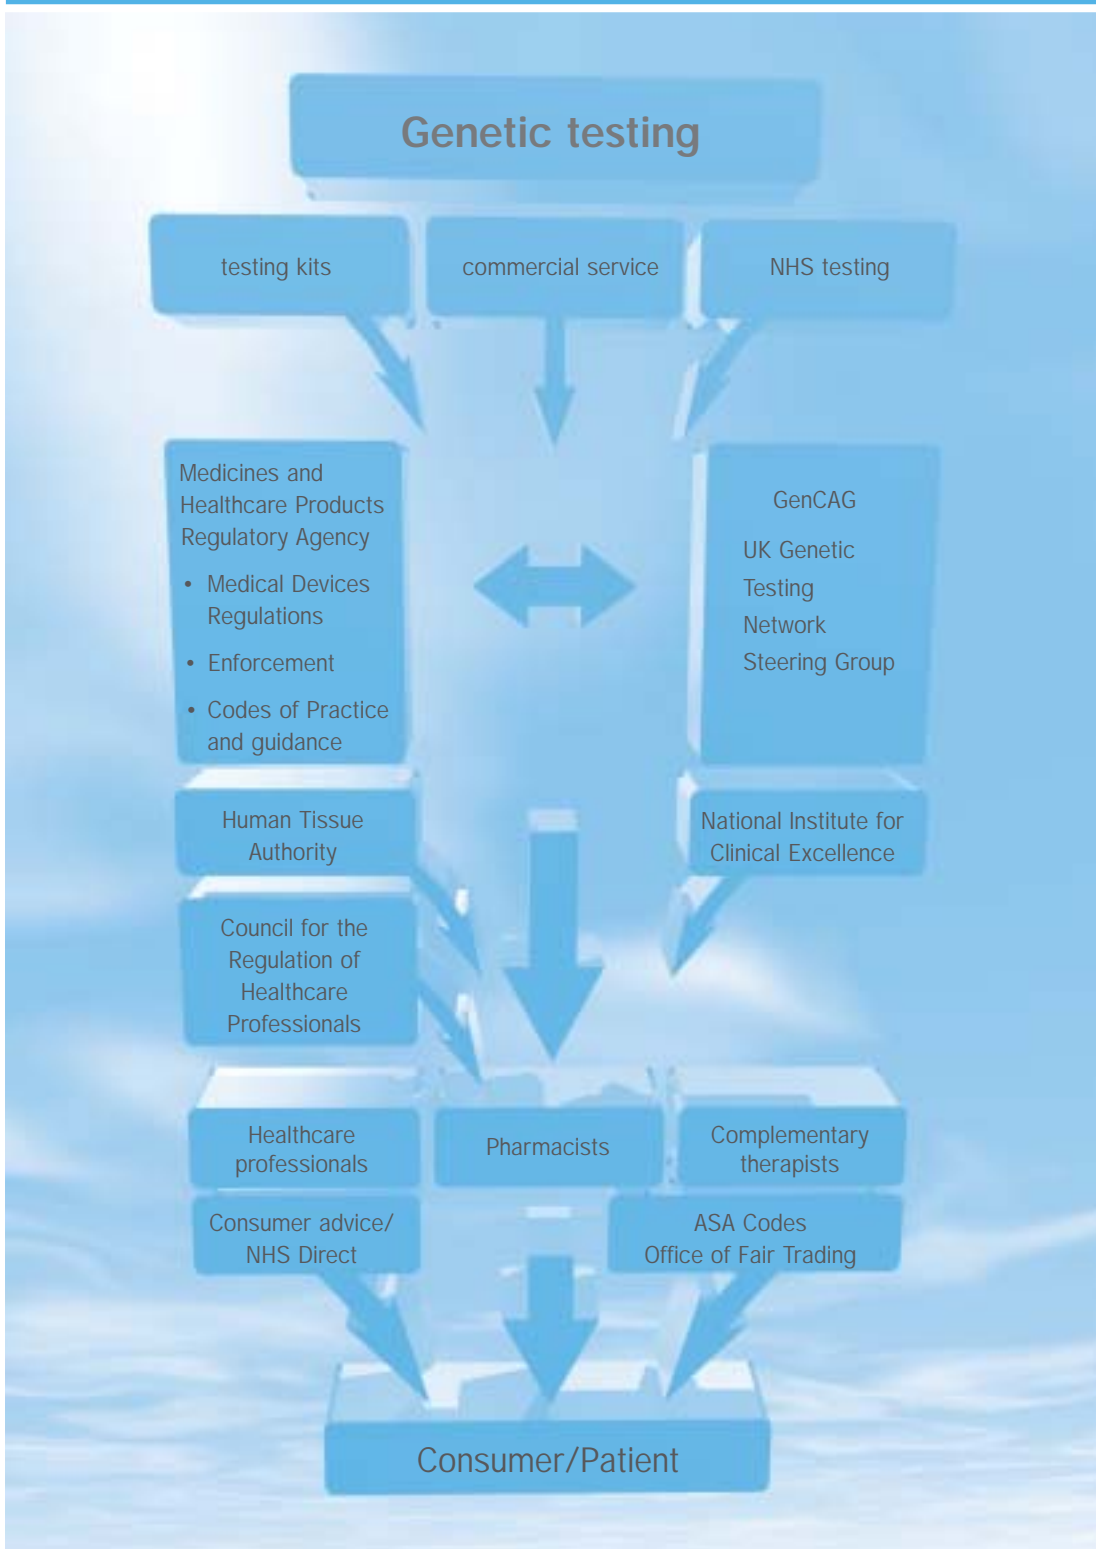 Genetic testing
testing kits
commercial service
NHS testing
Medicines and
Healthcare Products
Regulatory Agency
• Medical Devices
Regulations
• Enforcement
• Codes of Practice
and guidance
GenCAG
UK Genetic
Testing
Network
Steering Group
Human Tissue
Authority
National Institute for
Clinical Excellence
Council for the
Regulation of
Healthcare
Professionals
Healthcare
professionals
Pharmacists
Complementary
therapists
Consumer advice/
NHS Direct
ASA Codes
Office of Fair Trading
Consumer/Patient